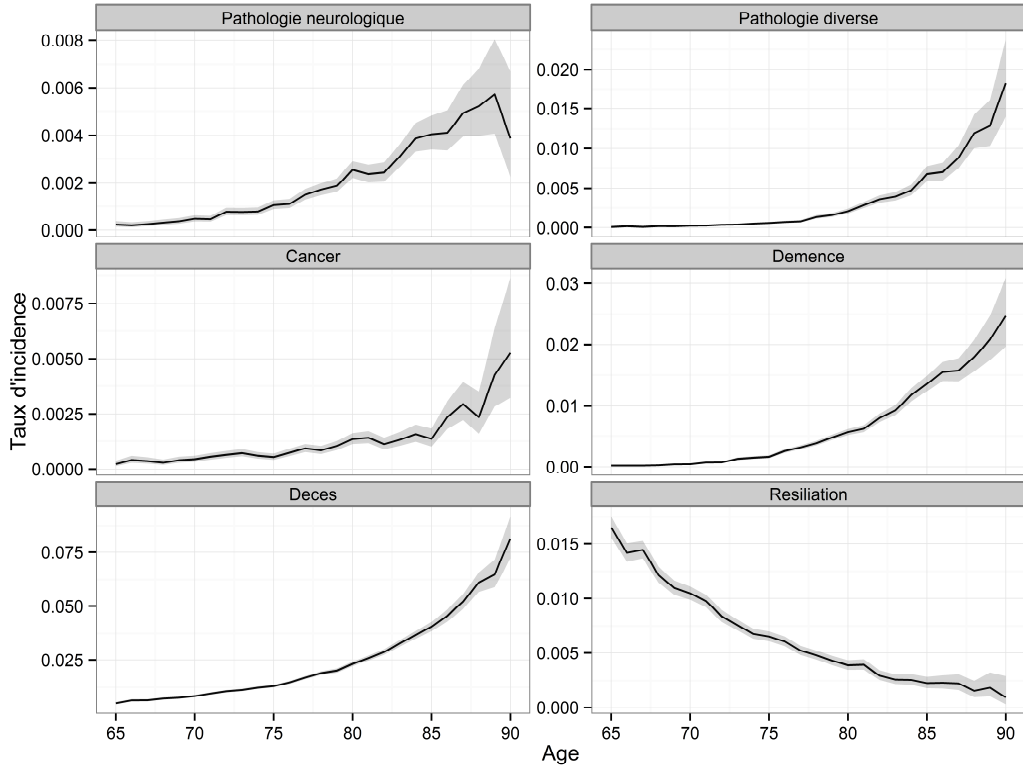 Pathologie neurologique
0.008
0.006
0.004
0.002
0.000
Pathologie diverse
0.020
0.015
0.010
0.005
0.000
Cancer
0.0075
0.0050
0.0025
0.0000
Demence
0.03
0.02
0.01
0.00
Taux d'incidence
Deces
0.075
0.050
0.025
Resiliation
0.015
0.010
0.005
0.000
65 70 75 80 85 90
65 70 75 80 85 90
Age